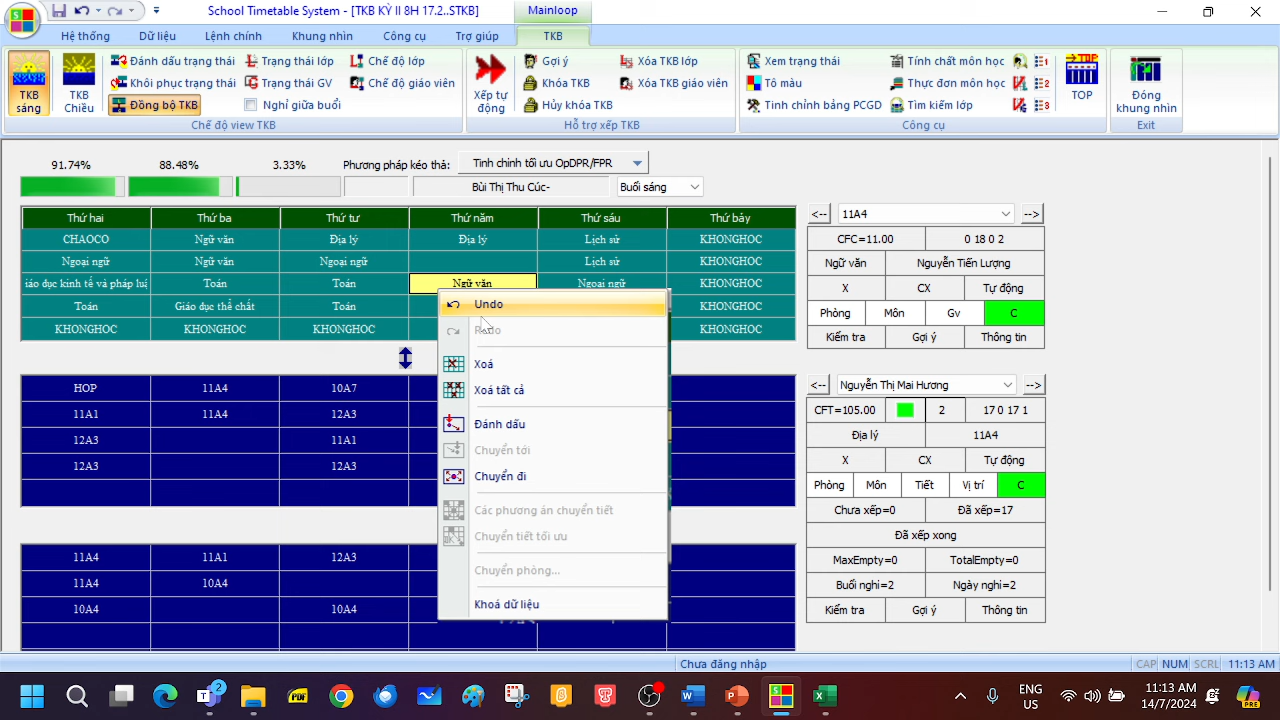 School Timetable System - [TKB KỲ II 8H 17.2..STKB]
Mainloop
Hệ thống Dữ liệu Lệnh chính Khung nhìn Công cụ Trợ giúp TKB
TKB sáng
TKB Chiều
Đánh dấu trạng thái Trạng thái lớp Chế độ lớp
Khôi phục trạng thái Trạng thái GV Chế độ giáo viên
Đồng bộ TKB Nghỉ giữa buổi
Chế độ view TKB
Xếp tự động
Gợi ý Xóa TKB lớp
Khóa TKB Xóa TKB giáo viên
Hủy khóa TKB
Hỗ trợ xếp TKB
Xem trạng thái Tính chất môn học 1
Tô màu Thực đơn môn học 2
Tinh chỉnh bảng PCGD Tìm kiếm lớp 3
TOP
TOP
Công cụ
Đóng khung nhìn
Exit
91.74% 88.48% 3.33% Phương pháp kéo thả: Tinh chỉnh tối ưu OpDPR/FPR
Bùi Thị Thu Cúc- Buổi sáng
Thứ hai Thứ ba Thứ tư Thứ năm Thứ sáu Thứ bảy
CHAOCO Ngữ văn Địa lý Địa lý Lịch sử KHONGHOC
Ngoại ngữ Ngữ văn Ngoại ngữ Lịch sử KHONGHOC
iáo dục kinh tế và pháp luậ Toán Toán Ngữ văn Ngoại ngữ KHONGHOC
Toán Giáo dục thể chất Toán KHONGHOC
KHONGHOC KHONGHOC KHONGHOC KHONGHOC
Undo
Redo
Xoá
Xoá tất cả
Đánh dấu
Chuyển tới
Chuyển đi
Các phương án chuyển tiết
Chuyển tiết tối ưu
Chuyển phòng...
Khoá dữ liệu
HOP 11A4 10A7
11A1 11A4 12A3
12A3 11A1
12A3 12A3
11A4 11A1 12A3
11A4 10A4
10A4 10A4
<-- 11A4 -->
CFC=11.00 0 18 0 2
Ngữ văn Nguyễn Tiến Lượng
X CX Tự động
Phòng Môn Gv C
Kiểm tra Gợi ý Thông tin
<-- Nguyễn Thị Mai Hương -->
CFT=105.00 2 17 0 17 1
Địa lý 11A4
X CX Tự động
Phòng Môn Tiết Vị trí C
Chưa xếp=0 Đã xếp=17
Đã xếp xong
MaxEmpty=0 TotalEmpty=0
Buổi nghỉ=2 Ngày nghỉ=2
Kiểm tra Gợi ý Thông tin
Chưa đăng nhập
CAP NUM SCRL 11:13 AM
2
PDF
ENG
US
11:13 AM
14/7/2024
PRE